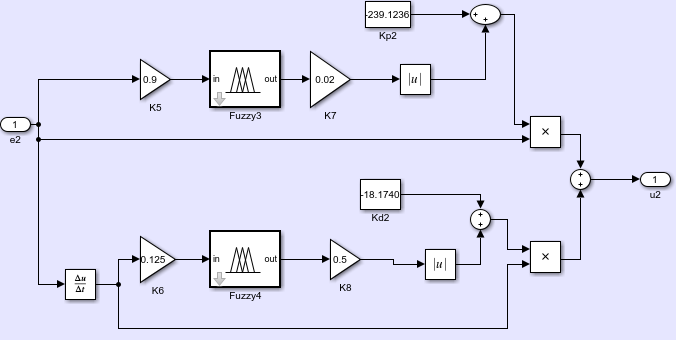 -239.1236
+
+
Kp2
0.9
in
out
0.02
|u|
K5
Fuzzy3
K7
1
e2
×
-18.1740
Kd2
+
+
+
+
1
u2
0.125
in
out
0.5
|u|
×
K6
Fuzzy4
K8
Δu
Δt